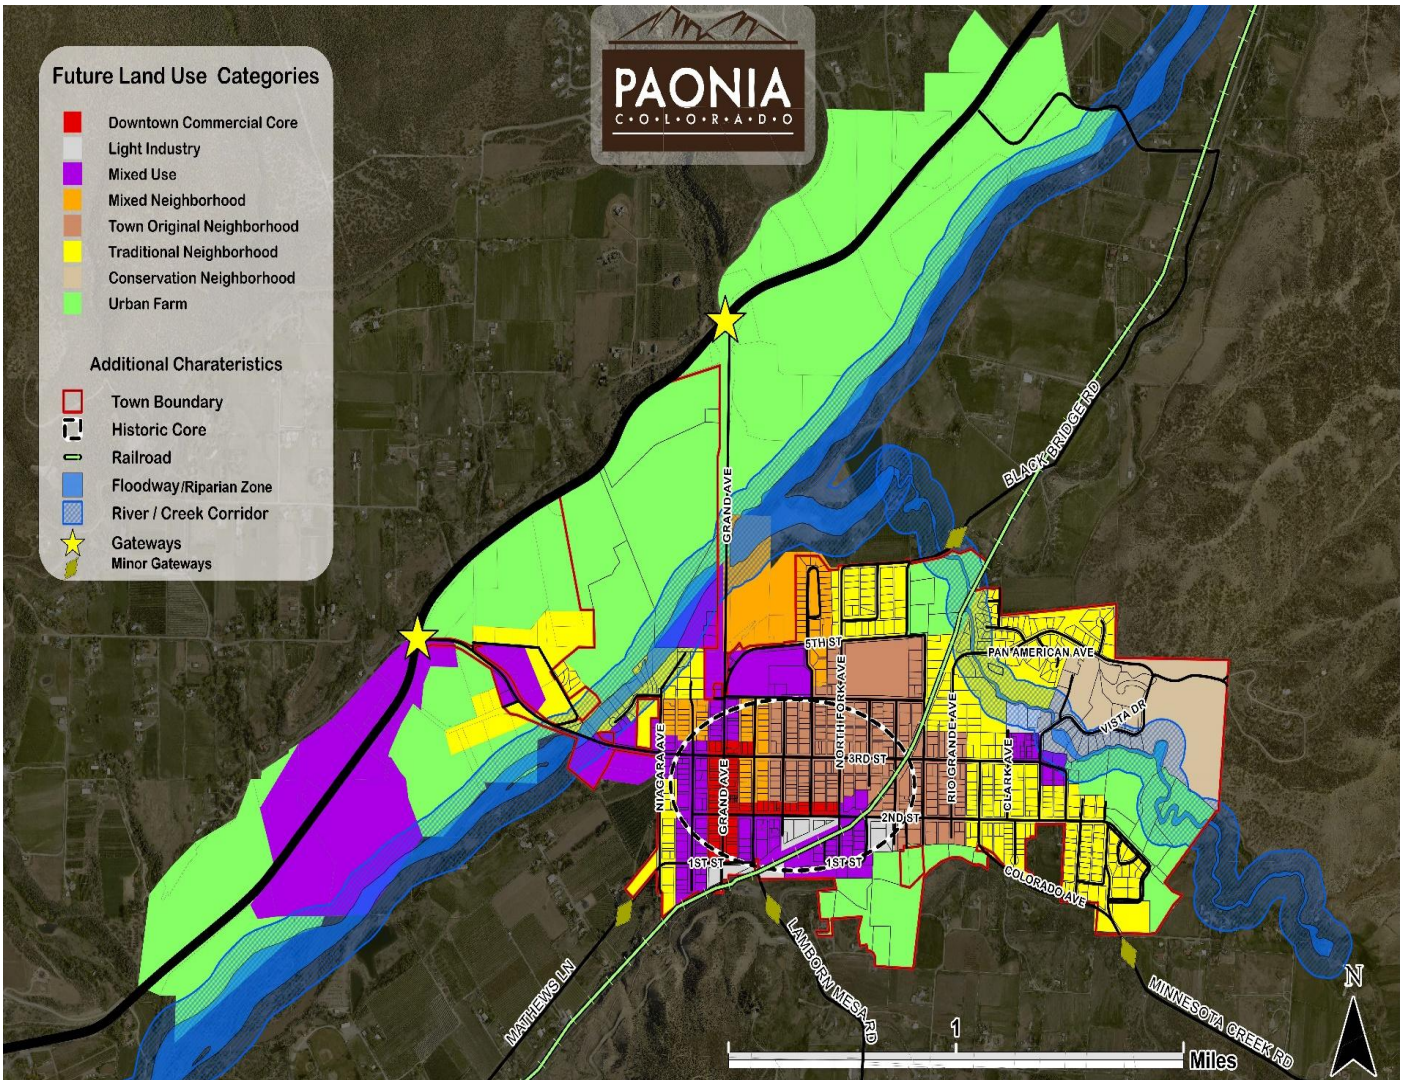 PAONIA
C•O•L•O•R•A•D•O
Future Land Use Categories
Downtown Commercial Core
Light Industry
Mixed Use
Mixed Neighborhood
Town Original Neighborhood
Traditional Neighborhood
Conservation Neighborhood
Urban Farm
Additional Charateristics
Town Boundary
Historic Core
Railroad
Floodway/Riparian Zone
River / Creek Corridor
Gateways
Minor Gateways
BLACK BRIDGE RD
GRAND AVE
5TH ST
PAN AMERICAN AVE
NORTHFORK AVE
VISTA DR
RIO GRANDE AVE
NIAGARA AVE
3RD ST
CLARK AVE
GRAND AVE
2ND ST
1ST ST
1ST ST
COLORADO AVE
MATHEWS LN
LAMBORN MESA RD
MINNESOTA CREEK RD
N
1
Miles